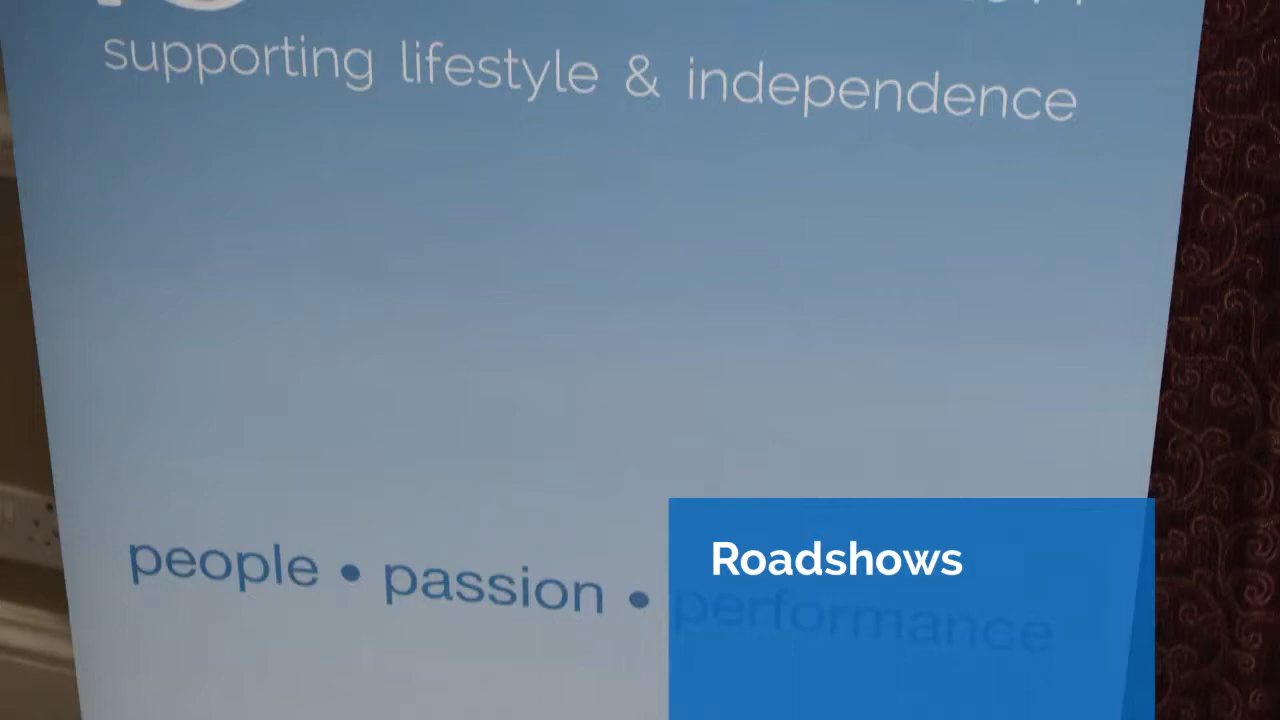 supporting lifestyle & independence
people • passion • performance
Roadshows